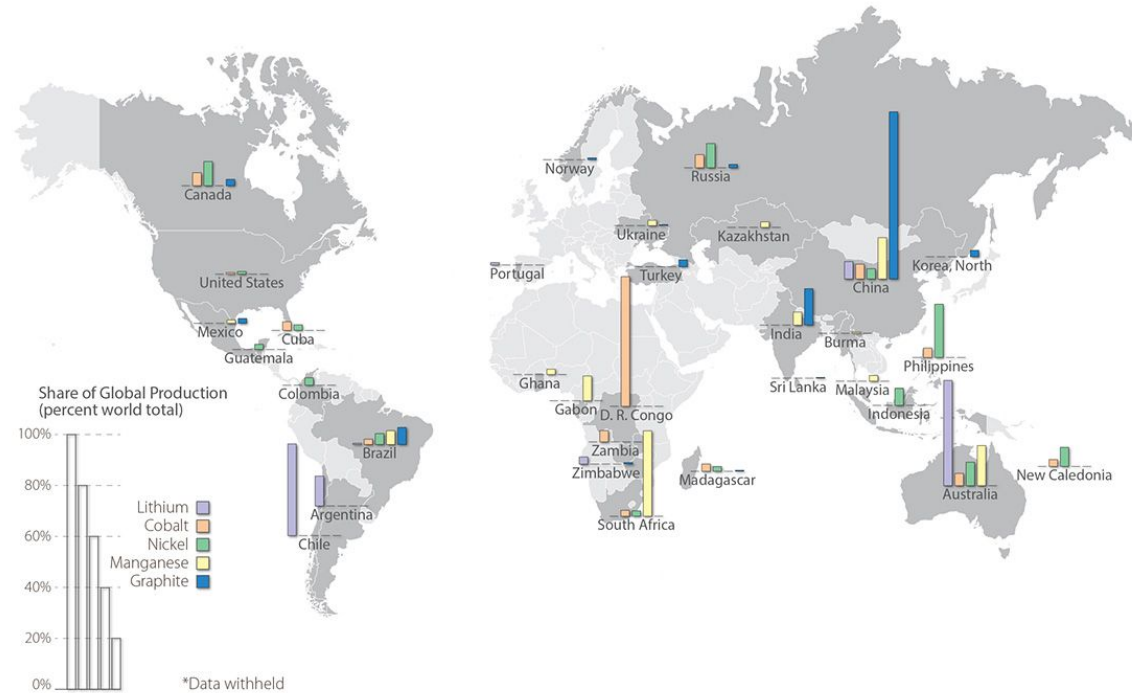 Canada
United States
Mexico
Cuba
Guatemala
Colombia
Brazil
Argentina
Chile
Norway
Russia
Ukraine
Kazakhstan
Portugal
Turkey
China
Korea, North
India
Burma
Philippines
Sri Lanka
Malaysia
Indonesia
Ghana
Gabon
D. R. Congo
Zambia
Zimbabwe
Madagascar
South Africa
Australia
New Caledonia
Share of Global Production
(percent world total)
100%
80%
60%
40%
20%
0%
Lithium
Cobalt
Nickel
Manganese
Graphite
*Data withheld